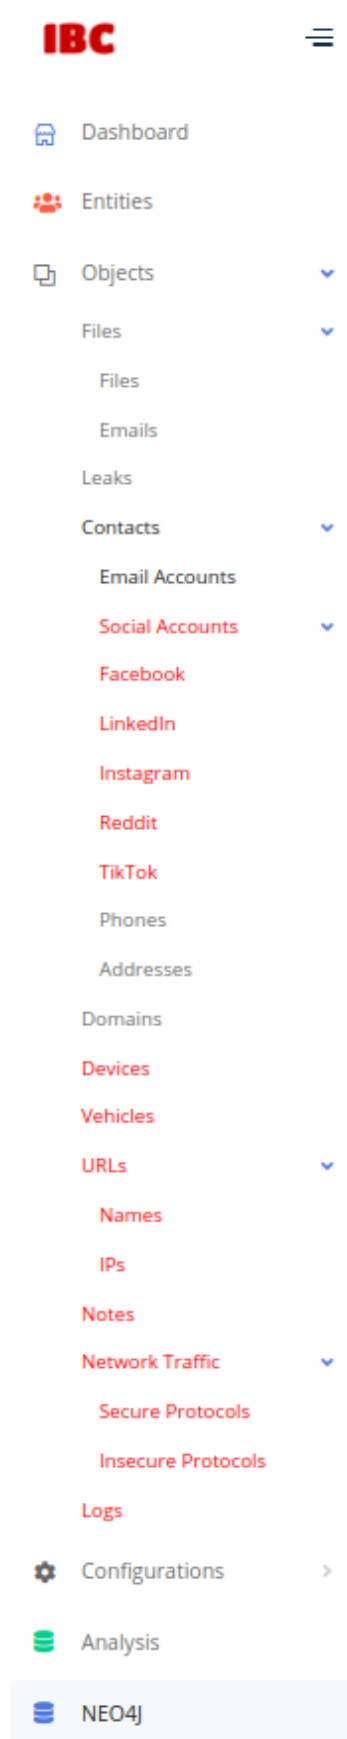 IBC
Dashboard
Entities
Objects
Files
Files
Emails
Leaks
Contacts
Email Accounts
Social Accounts
Facebook
LinkedIn
Instagram
Reddit
TikTok
Phones
Addresses
Domains
Devices
Vehicles
URLs
Names
IPs
Notes
Network Traffic
Secure Protocols
Insecure Protocols
Logs
Configurations
Analysis
NEO4J